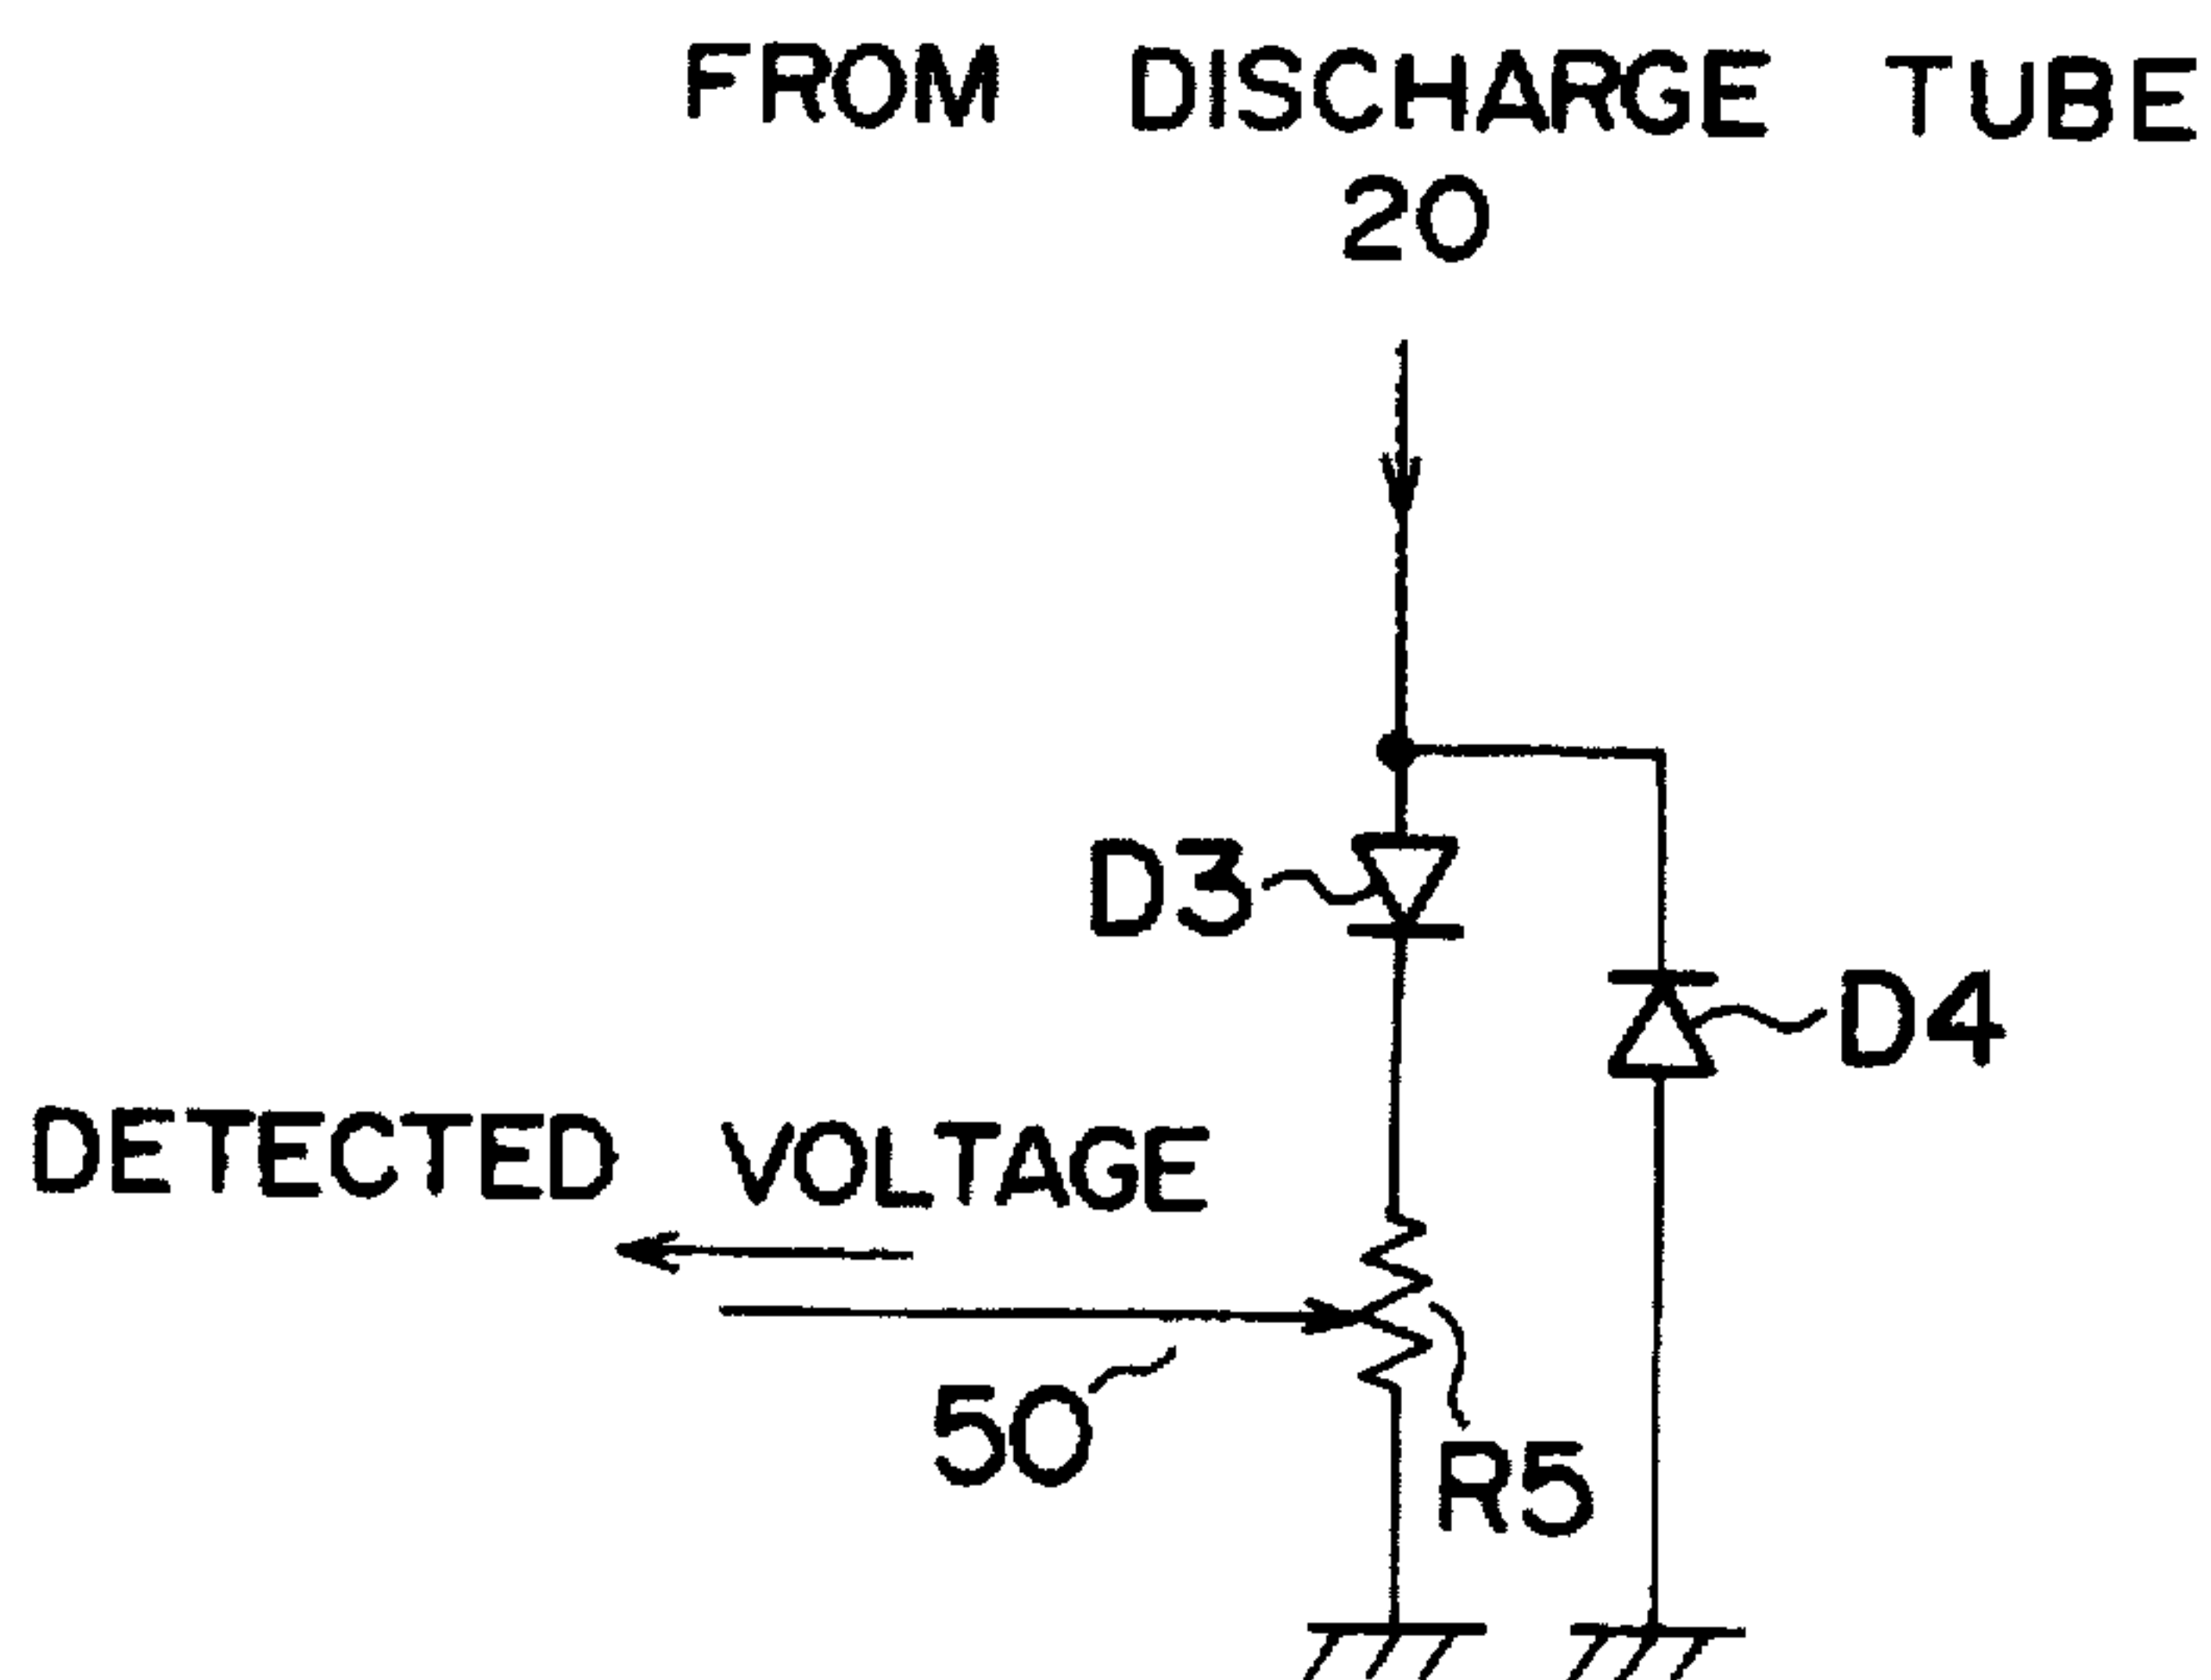 FROM DISCHARGE TUBE
20
D3
D4
DETECTED VOLTAGE
50
R5